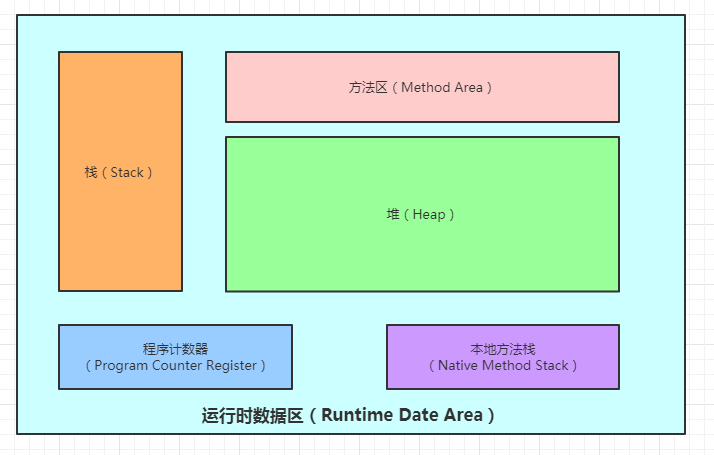 栈（Stack）
方法区（Method Area）
堆（Heap）
程序计数器
（Program Counter Register）
本地方法栈
（Native Method Stack）
运行时数据区（Runtime Date Area）